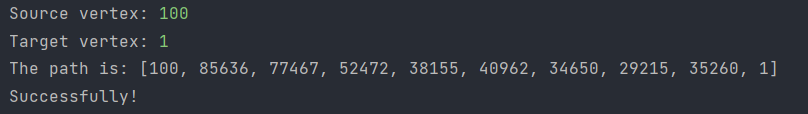 Source vertex: 100
Target vertex: 1
The path is: [100, 85636, 77467, 52472, 38155, 40962, 34650, 29215, 35260, 1]
Successfully!